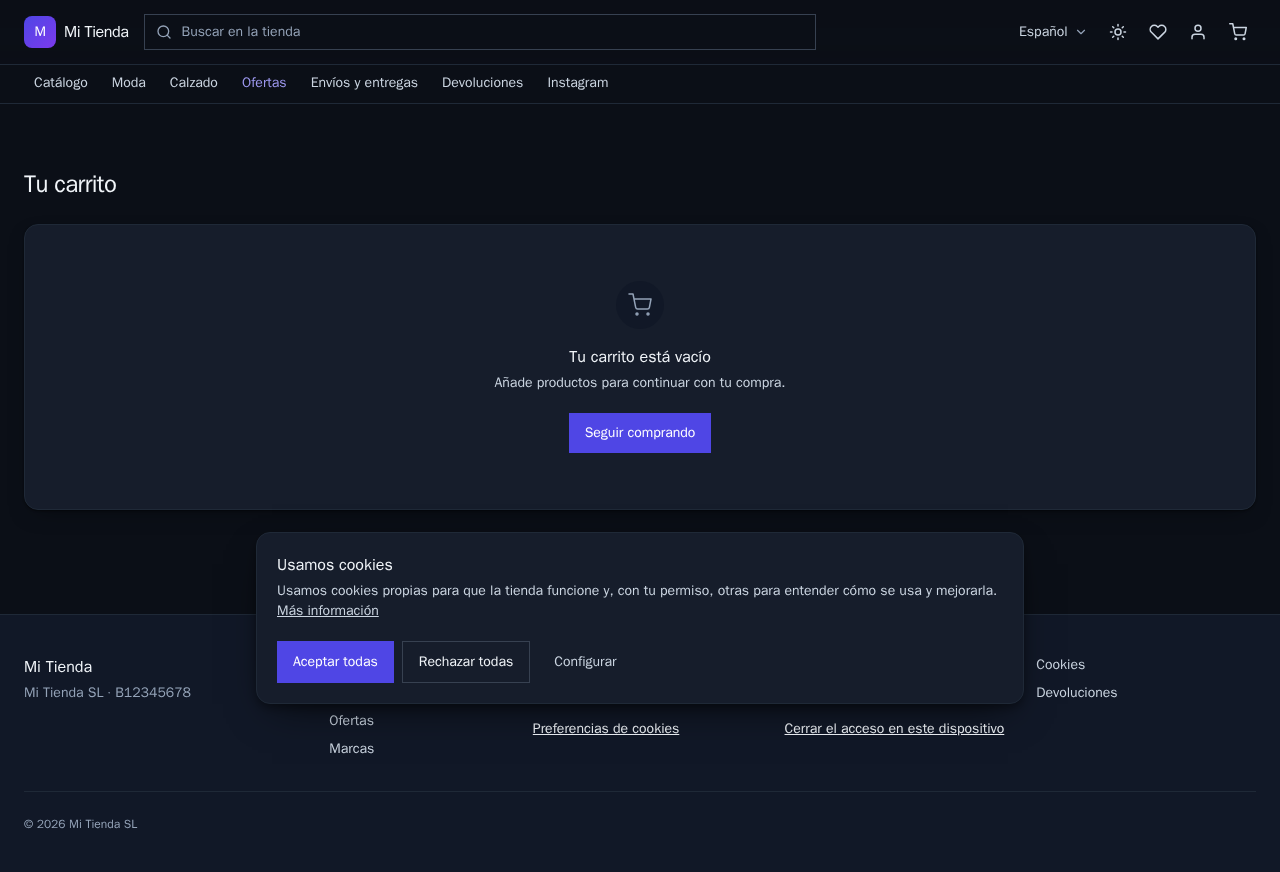 M
Mi Tienda
Buscar en la tienda
Español
Catálogo
Moda
Calzado
Ofertas
Envíos y entregas
Devoluciones
Instagram
Tu carrito
Tu carrito está vacío
Añade productos para continuar con tu compra.
Seguir comprando
Usamos cookies
Usamos cookies propias para que la tienda funcione y, con tu permiso, otras para entender cómo se usa y mejorarla.
Más información
Aceptar todas
Rechazar todas
Configurar
Mi Tienda
Mi Tienda SL · B12345678
Ofertas
Marcas
Preferencias de cookies
Cerrar el acceso en este dispositivo
Cookies
Devoluciones
© 2026 Mi Tienda SL